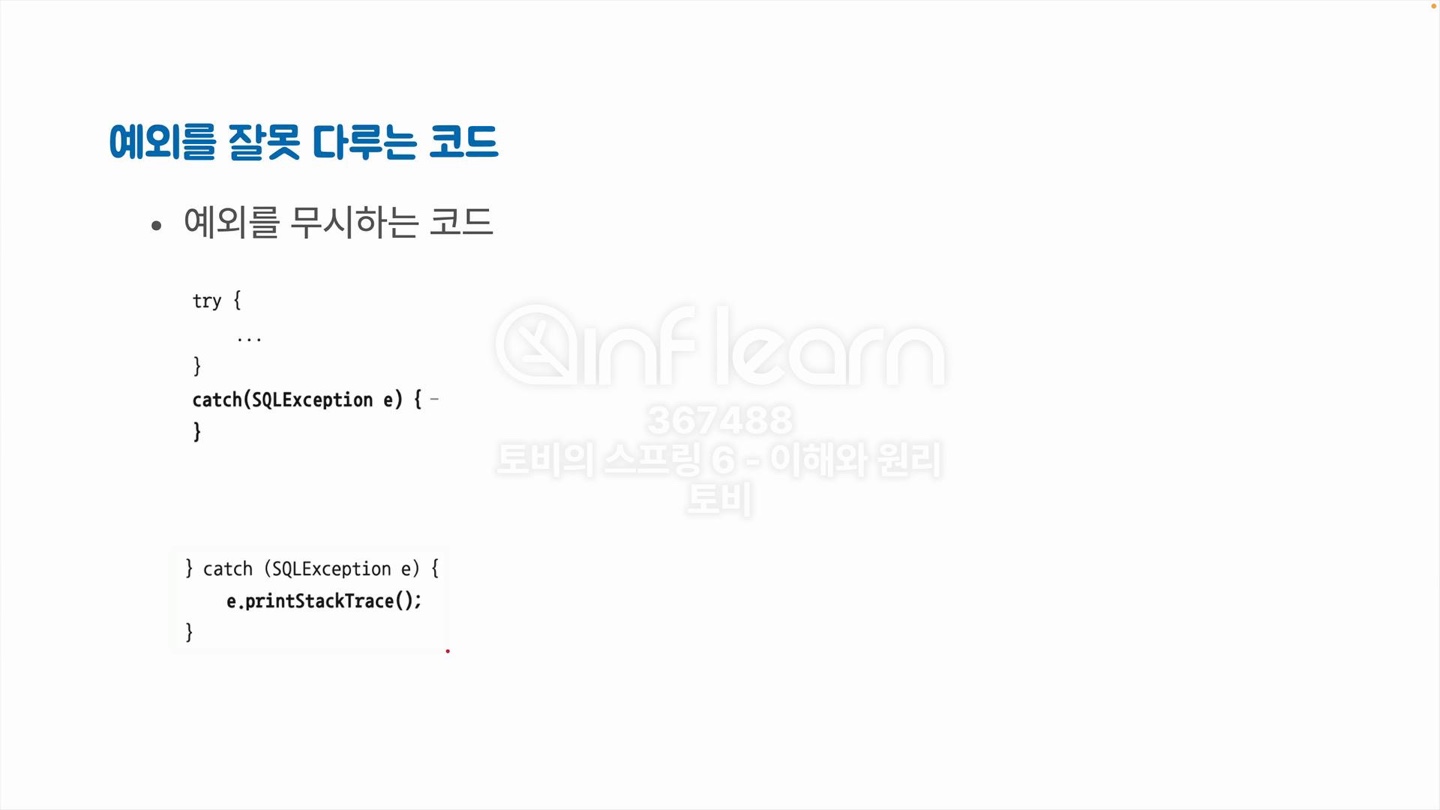 예외를 잘못 다루는 코드
• 예외를 무시하는 코드
try {
...
}
catch(SQLException e) {
}
inflearn
367488
토비의 스프링 6 - 이해와 원리
토비
} catch (SQLException e) {
e.printStackTrace();
}